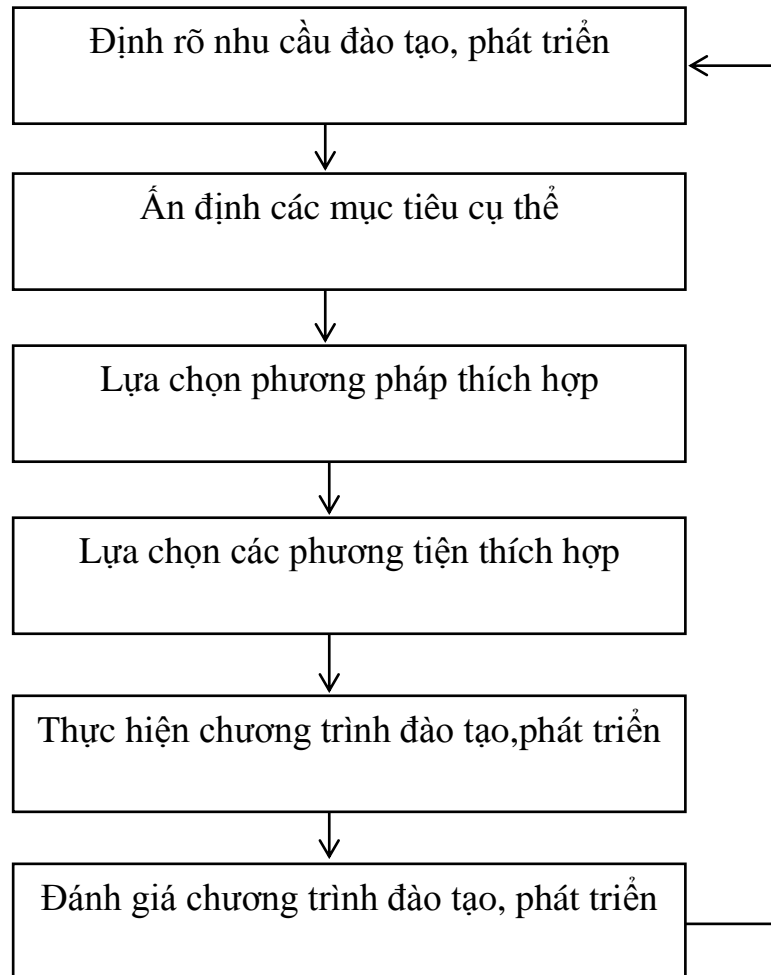 Định rõ nhu cầu đào tạo, phát triển
Ấn định các mục tiêu cụ thể
Lựa chọn phương pháp thích hợp
Lựa chọn các phương tiện thích hợp
Thực hiện chương trình đào tạo,phát triển
Đánh giá chương trình đào tạo, phát triển